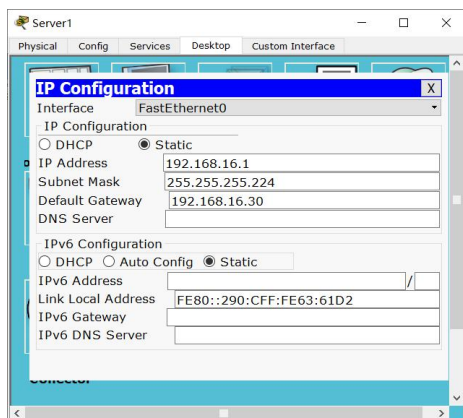 Server1
Physical Config Services Desktop Custom Interface
IP Configuration X
Interface FastEthernet0
IP Configuration
DHCP Static
IP Address 192.168.16.1
Subnet Mask 255.255.255.224
Default Gateway 192.168.16.30
DNS Server
IPv6 Configuration
DHCP Auto Config Static
IPv6 Address /
Link Local Address FE80::290:CFF:FE63:61D2
IPv6 Gateway
IPv6 DNS Server
Collector